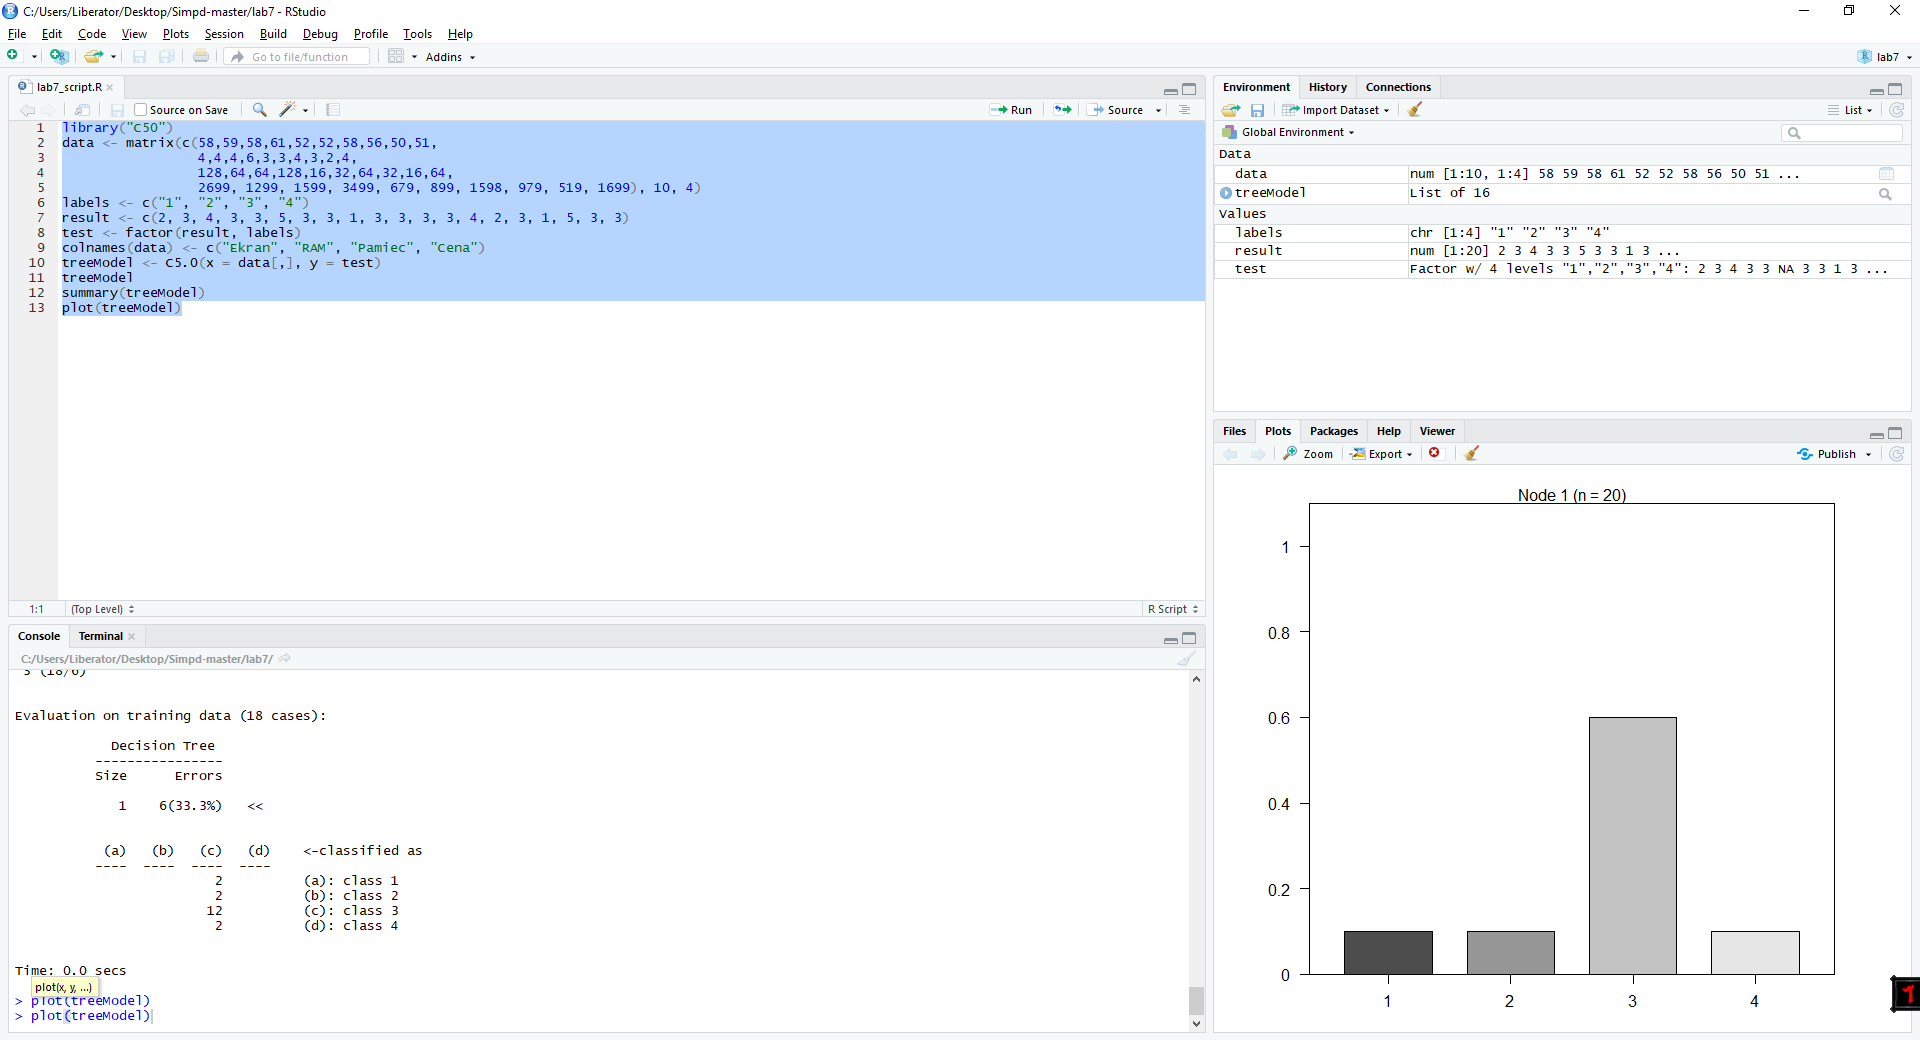 C:/Users/Liberator/Desktop/Simpd-master/lab7 - RStudio
File Edit Code View Plots Session Build Debug Profile Tools Help
Go to file/function Addins lab7
lab7_script.R
Source on Save Run Source
1 library("C50")
2 data <- matrix(c(58,59,58,61,52,52,58,56,50,51,
3 4,4,4,6,3,3,4,3,2,4,
4 128,64,64,128,16,32,64,32,16,64,
5 2699, 1299, 1599, 3499, 679, 899, 1598, 979, 519, 1699), 10, 4)
6 labels <- c("1", "2", "3", "4")
7 result <- c(2, 3, 4, 3, 3, 5, 3, 3, 1, 3, 3, 3, 3, 4, 2, 3, 1, 5, 3, 3)
8 test <- factor(result, labels)
9 colnames(data) <- c("Ekran", "RAM", "Pamiec", "Cena")
10 treeModel <- C5.0(x = data[,], y = test)
11 treeModel
12 summary(treeModel)
13 plot(treeModel)
1:1 (Top Level) R Script
Console Terminal
C:/Users/Liberator/Desktop/Simpd-master/lab7/
3 (18/6)
Evaluation on training data (18 cases):
Decision Tree
----------------
Size Errors
1 6(33.3%) <<
(a) (b) (c) (d) <-classified as
---- ---- ---- ----
2 (a): class 1
2 (b): class 2
12 (c): class 3
2 (d): class 4
Time: 0.0 secs
plot(x, y, ...)
> plot(treeModel)
> plot(treeModel)
Environment History Connections
Import Dataset List
Global Environment
Data
data num [1:10, 1:4] 58 59 58 61 52 52 58 56 50 51 ...
treeModel List of 16
Values
labels chr [1:4] "1" "2" "3" "4"
result num [1:20] 2 3 4 3 3 5 3 3 1 3 ...
test Factor w/ 4 levels "1","2","3","4": 2 3 4 3 3 NA 3 3 1 3 ...
Files Plots Packages Help Viewer
Zoom Export Publish
Node 1 (n = 20)
1
0.8
0.6
0.4
0.2
0
1 2 3 4